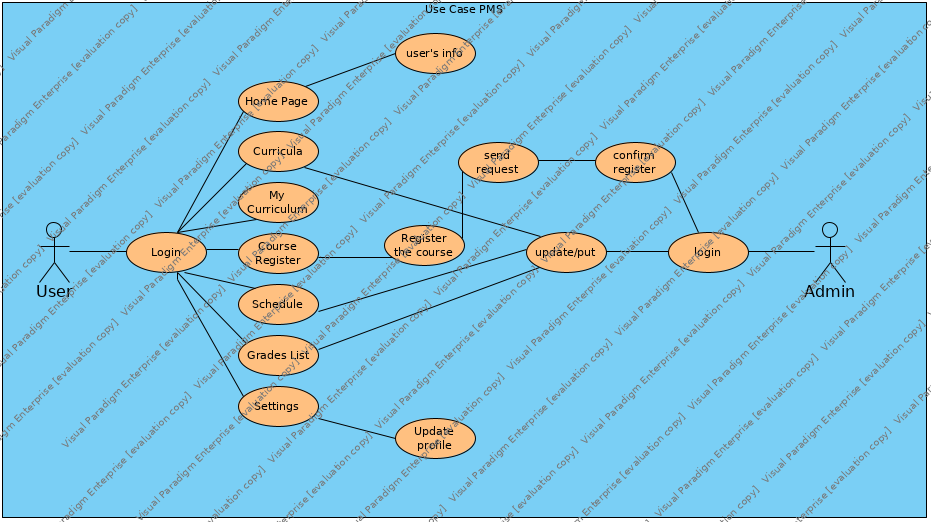 Use Case PMS
user's info
Home Page
Curricula
send
request
confirm
register
My
Curriculum
Register
the course
Login
Course
Register
update/put
login
User
Admin
Schedule
Grades List
Settings
Update
profile
Visual Paradigm Enterprise [evaluation copy]